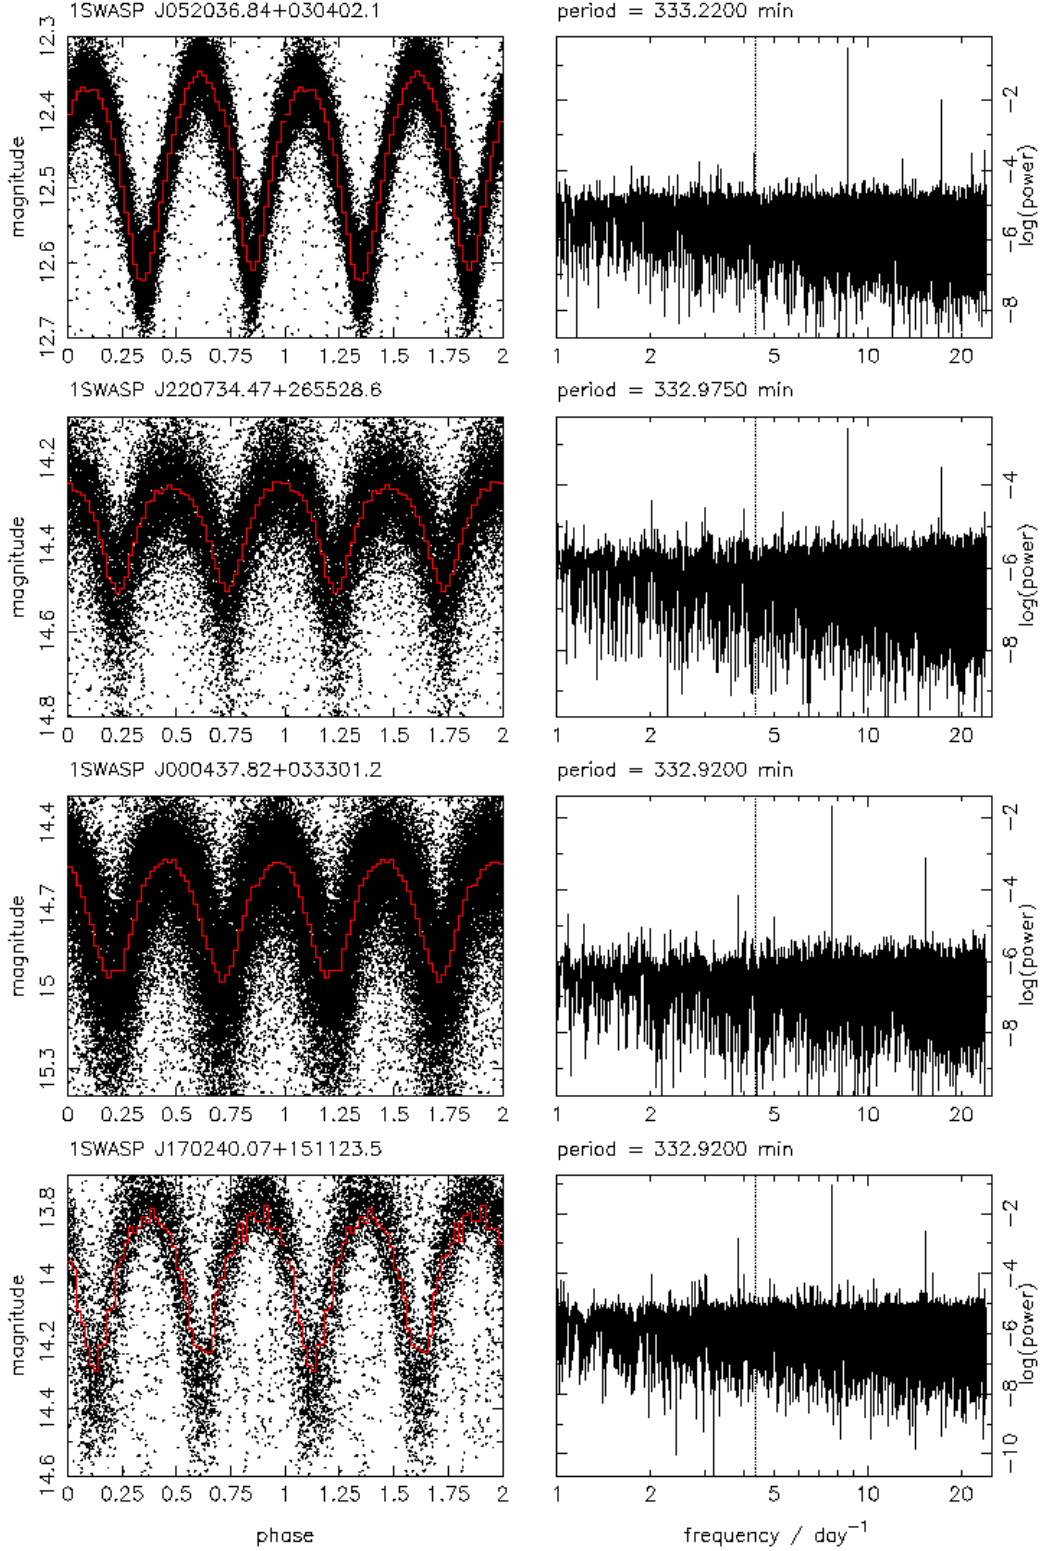 1SWASP J052036.84+030402.1
period = 333.2200 min
12.3
12.4
12.5
12.6
12.7
magnitude
0 0.25 0.5 0.75 1 1.25 1.5 1.75 2
−2
−4
−6
−8
log(power)
1 2 5 10 20
1SWASP J220734.47+265528.6
period = 332.9750 min
14.2
14.4
14.6
14.8
magnitude
0 0.25 0.5 0.75 1 1.25 1.5 1.75 2
−4
−6
−8
log(power)
1 2 5 10 20
1SWASP J000437.82+033301.2
period = 332.9200 min
14.4
14.7
15
15.3
magnitude
0 0.25 0.5 0.75 1 1.25 1.5 1.75 2
−2
−4
−6
−8
log(power)
1 2 5 10 20
1SWASP J170240.07+151123.5
period = 332.9200 min
13.8
14
14.2
14.4
14.6
magnitude
0 0.25 0.5 0.75 1 1.25 1.5 1.75 2
−2
−4
−6
−8
−10
log(power)
1 2 5 10 20
phase
frequency / day⁻¹